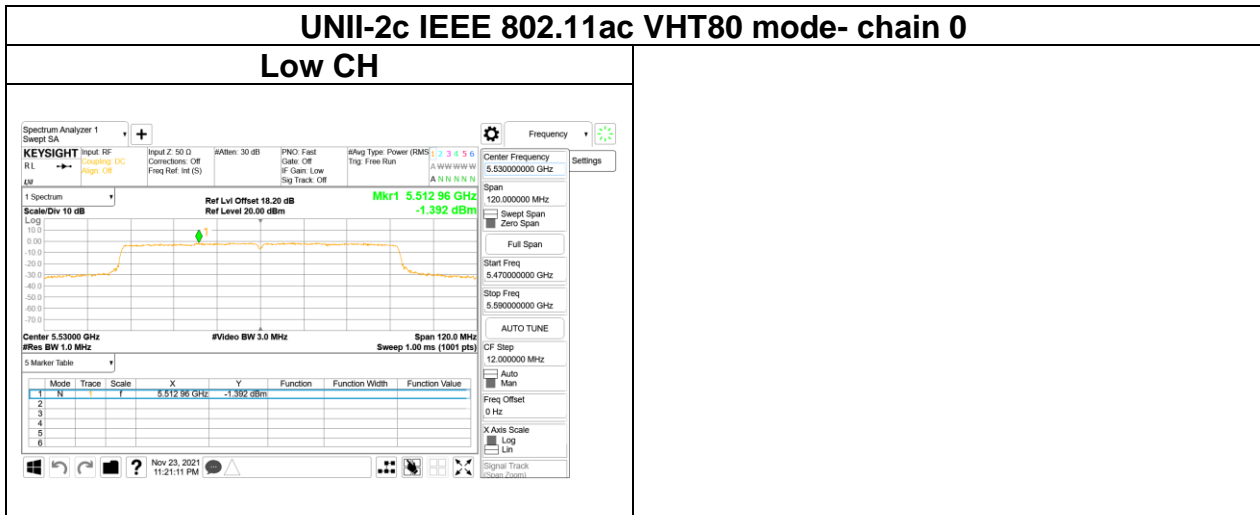 UNII-2c IEEE 802.11ac VHT80 mode- chain 0
Low CH
Spectrum Analyzer 1
Swept SA
Frequency
KEYSIGHT
RL
Input: RF
Coupling: DC
Align: Off
Input Z: 50 Ω
Corrections: Off
Freq Ref: Int (S)
#Atten: 30 dB
PNO: Fast
Gate: Off
IF Gain: Low
Sig Track: Off
#Avg Type: Power (RMS
Trig: Free Run
1 2 3 4 5 6
A W W W W W
A N N N N N
Settings
1 Spectrum
Scale/Div 10 dB
Ref Lvl Offset 18.20 dB
Ref Level 20.00 dBm
Mkr1 5.512 96 GHz
-1.392 dBm
Log
10.0
0.00
-10.0
-20.0
-30.0
-40.0
-50.0
-60.0
-70.0
1
Center 5.53000 GHz
#Res BW 1.0 MHz
#Video BW 3.0 MHz
Span 120.0 MHz
Sweep 1.00 ms (1001 pts)
5 Marker Table
Mode Trace Scale X Y Function Function Width Function Value
1 N 1 f 5.512 96 GHz -1.392 dBm
2
3
4
5
6
Nov 23, 2021
11:21:11 PM
Center Frequency
5.530000000 GHz
Span
120.000000 MHz
Swept Span
Zero Span
Full Span
Start Freq
5.470000000 GHz
Stop Freq
5.590000000 GHz
AUTO TUNE
CF Step
12.000000 MHz
Auto
Man
Freq Offset
0 Hz
X Axis Scale
Log
Lin
Signal Track
(Span Zoom)